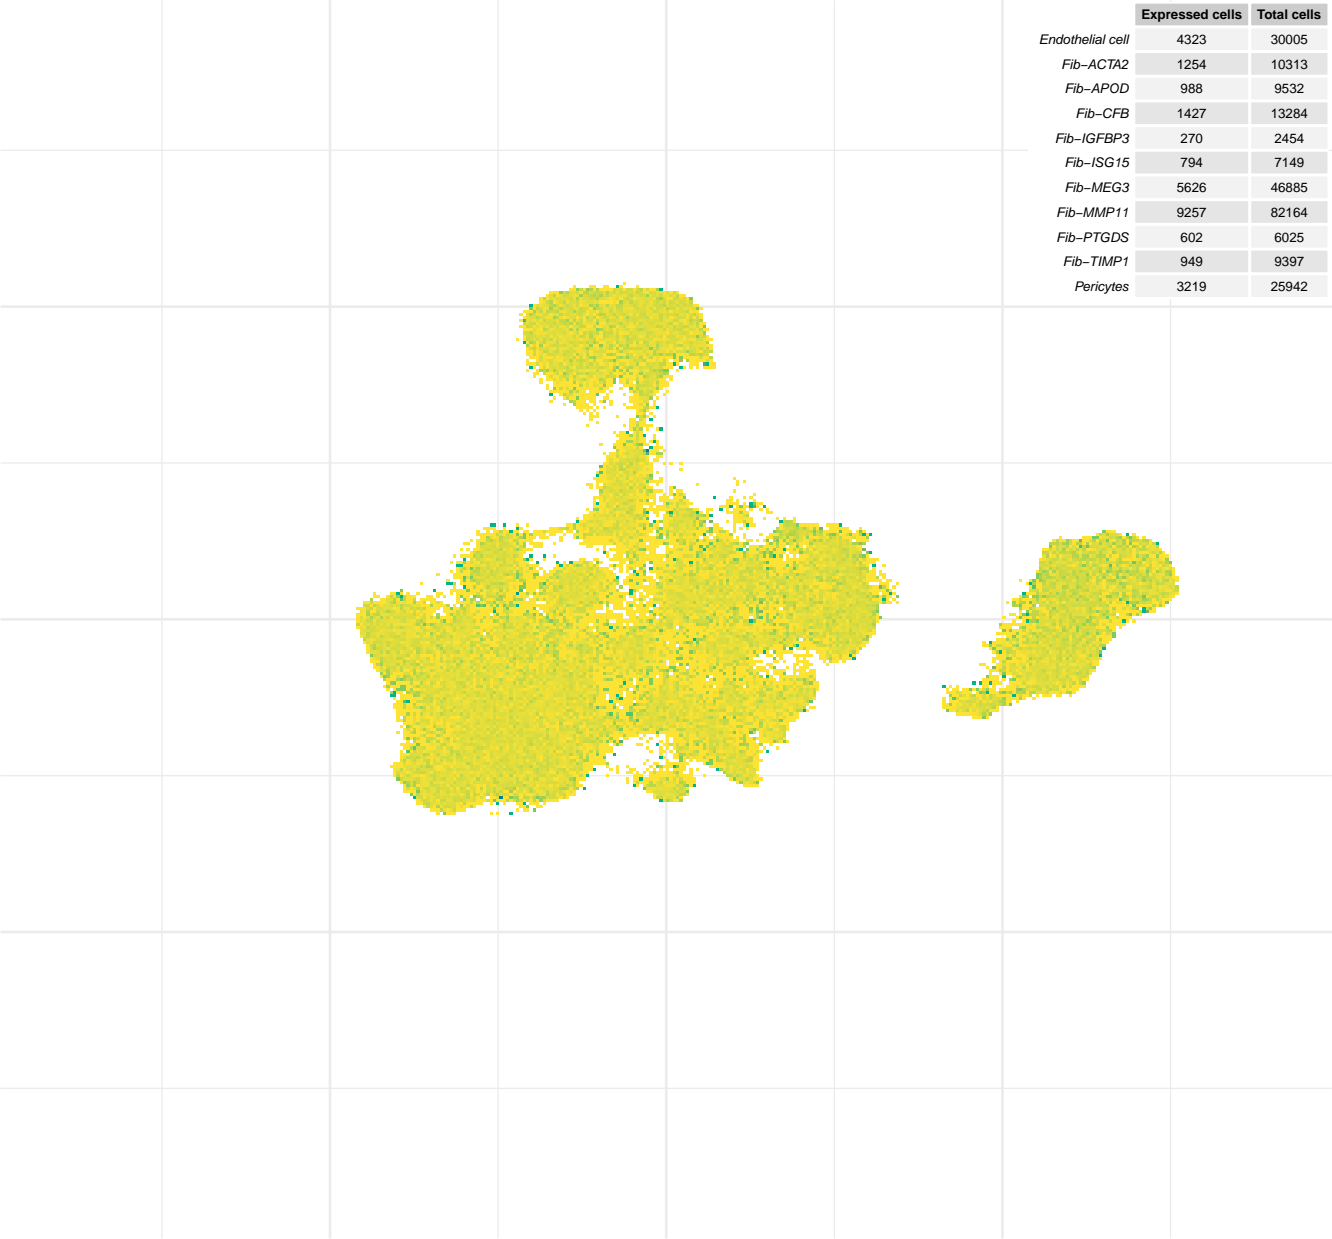 Expressed cells Total cells
Endothelial cell 4323 30005
Fib−ACTA2 1254 10313
Fib−APOD 988 9532
Fib−CFB 1427 13284
Fib−IGFBP3 270 2454
Fib−ISG15 794 7149
Fib−MEG3 5626 46885
Fib−MMP11 9257 82164
Fib−PTGDS 602 6025
Fib−TIMP1 949 9397
Pericytes 3219 25942